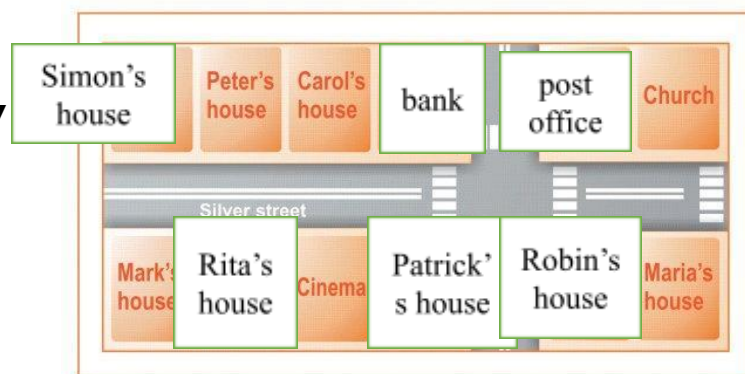 Simon's
house
Peter's
house
Carol's
house
bank
post
office
Church
Silver street
Mark's
house
Rita's
house
Cinema
Patrick'
s house
Robin's
house
Maria's
house